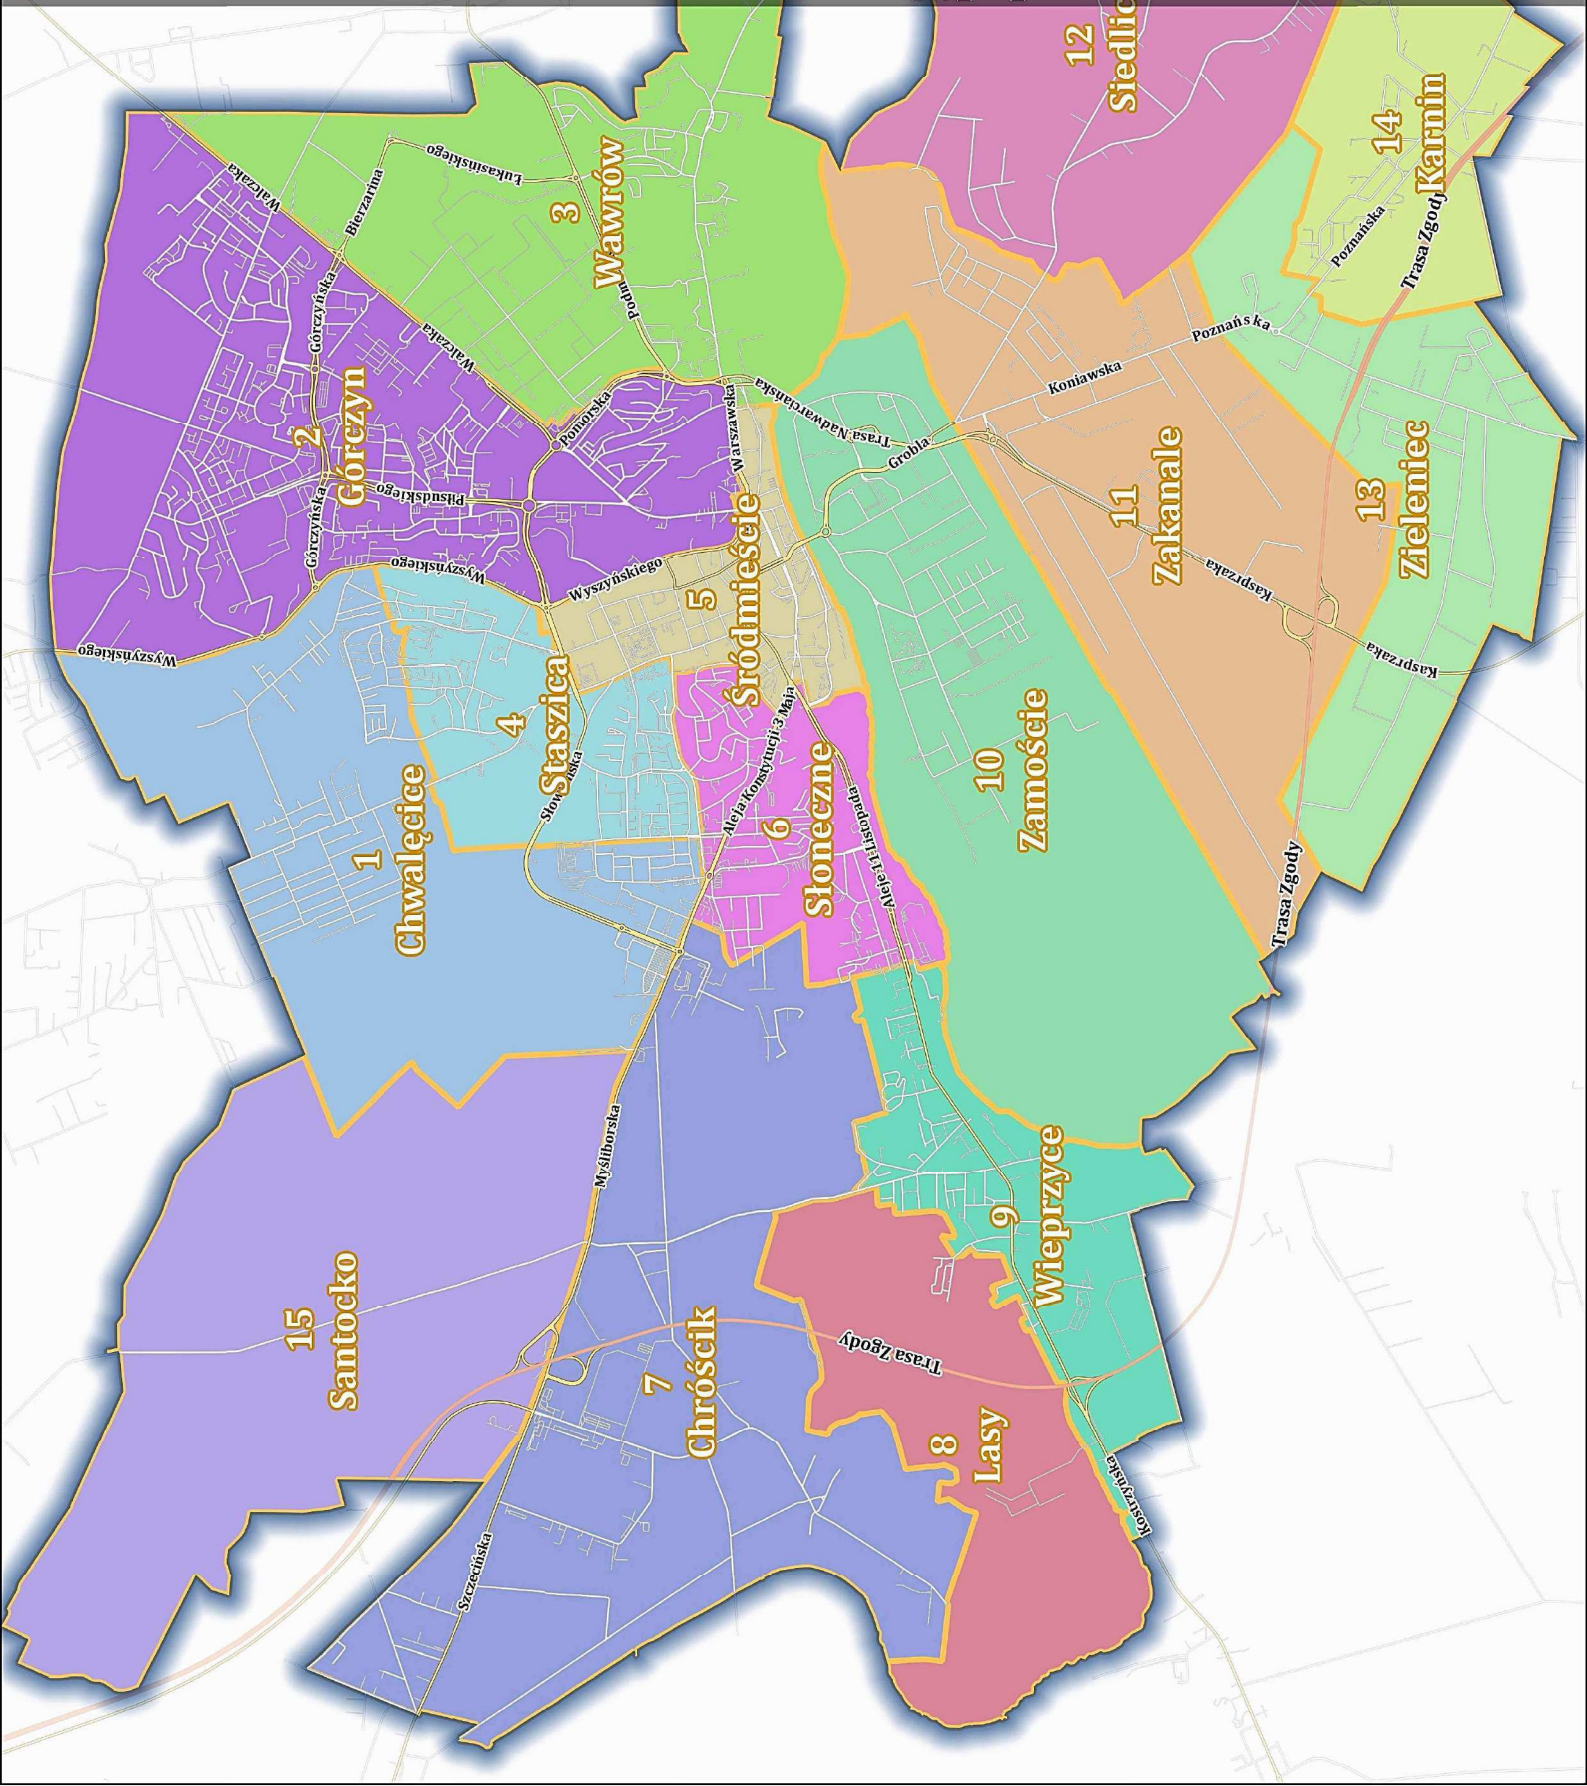 12
Siedlic
14
Karnin
Walczaka
Bierzarina
Łukasińskiego
3
Wawrów
Podm
Poznańska
Trasa Zgody
Górczyńska
Walczaka
2
Górczyn
Pomorska
Warszawska
Trasa Nadwarciańska
Grobla
Koniawska
Poznańska
Górczyńska
Piłsudskiego
Wyszyńskiego
Wyszyńskiego
5
Śródmieście
11
Zakanale
13
Zieleniec
Kasprzaka
Kasprzaka
Wyszyńskiego
4
Staszica
Słowiańska
Aleja Konstytucji 3 Maja
10
Zamoście
1
Chwalęcice
6
Słoneczne
Aleje 11 Listopada
Trasa Zgody
Myśliborska
9
Wieprzyce
15
Santocko
7
Chróścik
Trasa Zgody
8
Lasy
Kostrzyńska
Szczecińska